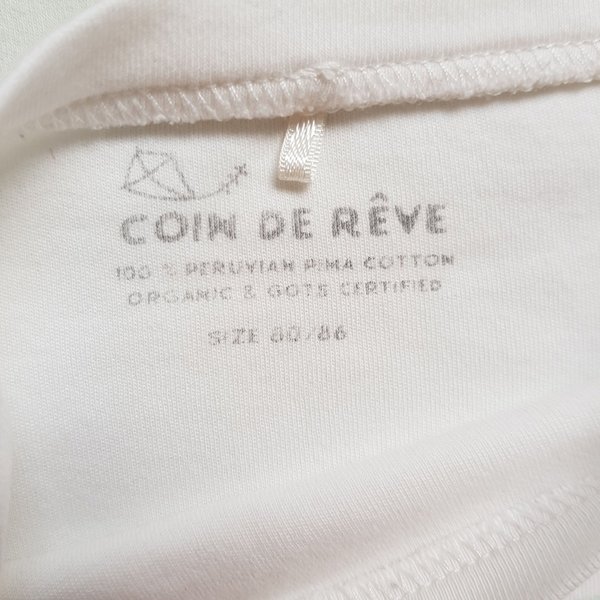 COIN DE RÊVE
100 % PERUVIAN PIMA COTTON
ORGANIC & GOTS CERTIFIED
SIZE 80/86